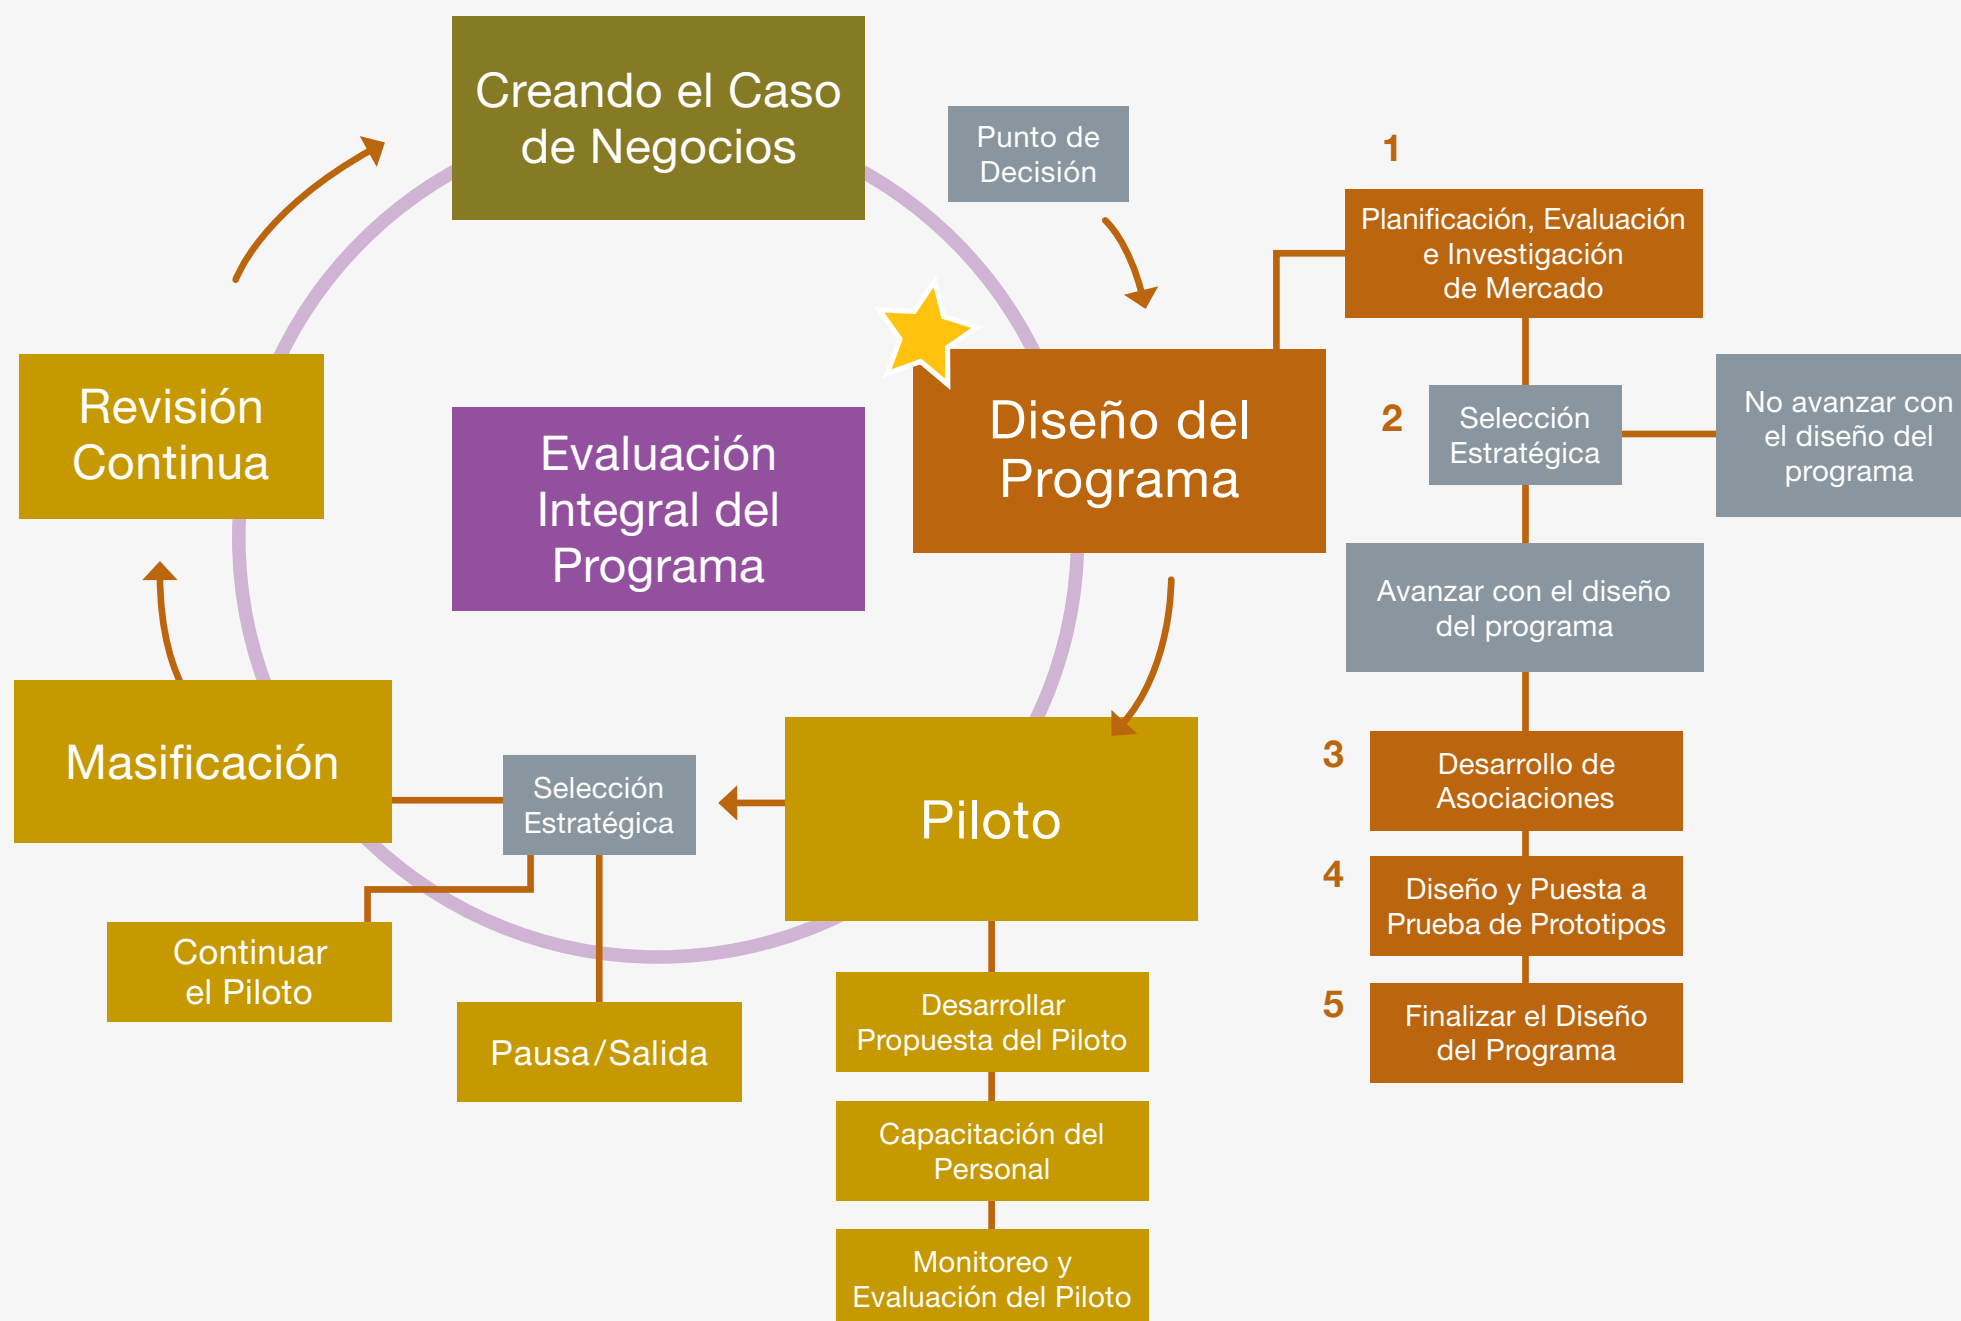 Creando el Caso
de Negocios
Punto de
Decisión
1
Planificación, Evaluación
e Investigación
de Mercado
Revisión
Continua
Evaluación
Integral del
Programa
Diseño del
Programa
2
Selección
Estratégica
No avanzar con
el diseño del
programa
Avanzar con el diseño
del programa
Masificación
Selección
Estratégica
Piloto
3
Desarrollo de
Asociaciones
4
Diseño y Puesta a
Prueba de Prototipos
5
Finalizar el Diseño
del Programa
Continuar
el Piloto
Pausa/Salida
Desarrollar
Propuesta del Piloto
Capacitación del
Personal
Monitoreo y
Evaluación del Piloto